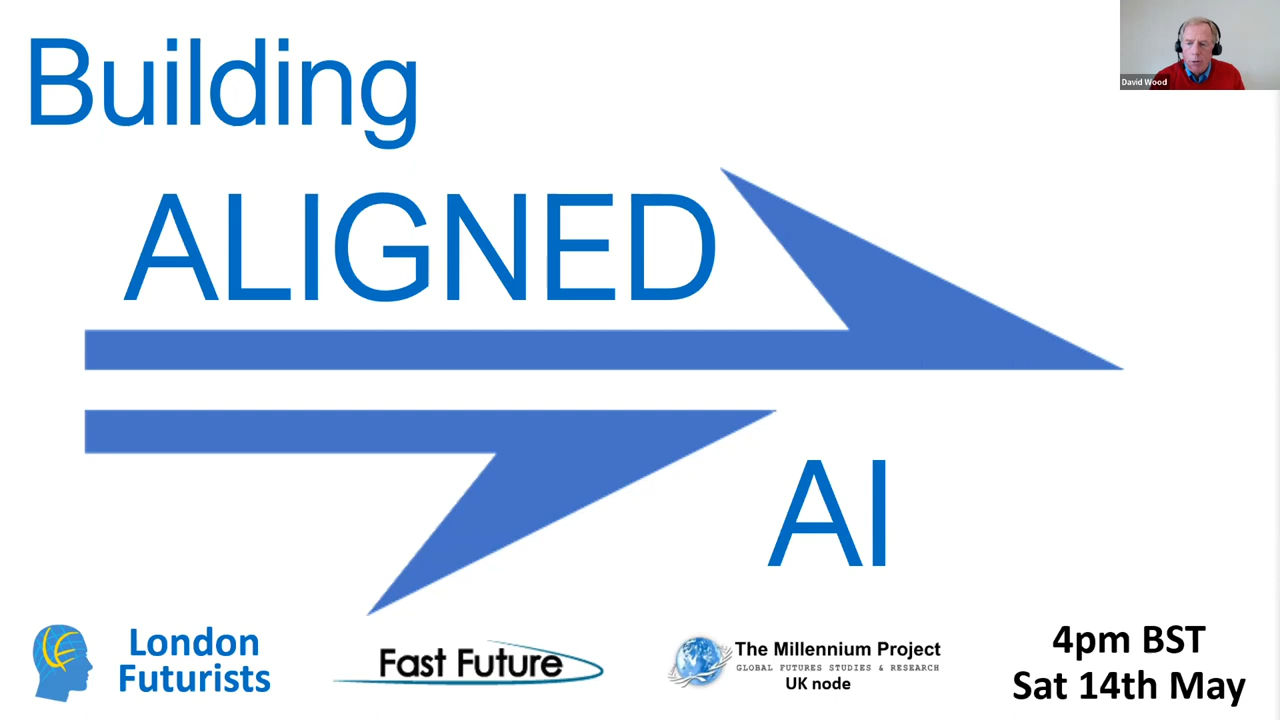 Building
ALIGNED
AI
David Wood
London
Futurists
Fast Future
The Millennium Project
GLOBAL FUTURES STUDIES & RESEARCH
UK node
4pm BST
Sat 14th May